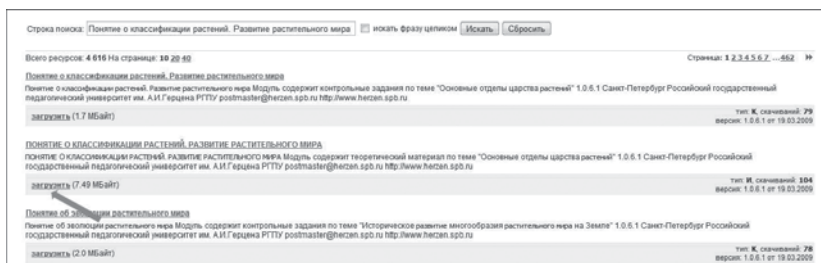 Строка поиска: Понятие о классификации растений. Развитие растительного мира искать фразу целиком Искать Сбросить
Всего ресурсов: 4 616 На странице: 10 20 40 Страница: 1 2 3 4 5 6 7 ...462 »
Понятие о классификации растений. Развитие растительного мира
Понятие о классификации растений. Развитие растительного мира Модуль содержит контрольные задания по теме "Основные отделы царства растений" 1.0.6.1 Санкт-Петербург Российский государственный
педагогический университет им. А.И.Герцена РГПУ postmaster@herzen.spb.ru http://www.herzen.spb.ru
загрузить (1.7 МБайт) тип: К, скачиваний: 79
версия: 1.0.6.1 от 19.03.2009
ПОНЯТИЕ О КЛАССИФИКАЦИИ РАСТЕНИЙ. РАЗВИТИЕ РАСТИТЕЛЬНОГО МИРА
ПОНЯТИЕ О КЛАССИФИКАЦИИ РАСТЕНИЙ. РАЗВИТИЕ РАСТИТЕЛЬНОГО МИРА Модуль содержит теоретический материал по теме "Основные отделы царства растений" 1.0.6.1 Санкт-Петербург Российский
государственный педагогический университет им. А.И.Герцена РГПУ postmaster@herzen.spb.ru http://www.herzen.spb.ru
загрузить (7.49 МБайт) тип: И, скачиваний: 104
версия: 1.0.6.1 от 19.03.2009
Понятие об эволюции растительного мира
Понятие об эволюции растительного мира Модуль содержит контрольные задания по теме "Историческое развитие многообразия растительного мира на Земле" 1.0.6.1 Санкт-Петербург Российский
государственный педагогический университет им. А.И.Герцена РГПУ postmaster@herzen.spb.ru http://www.herzen.spb.ru
загрузить (2.0 МБайт) тип: К, скачиваний: 78
версия: 1.0.6.1 от 19.03.2009